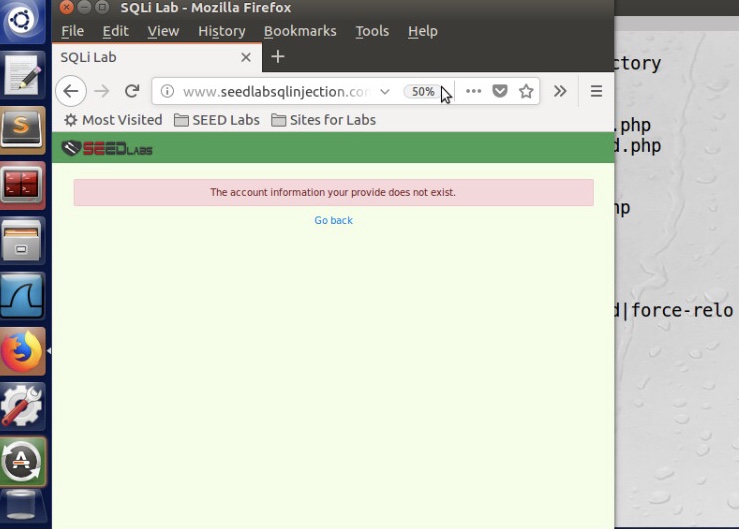 SQLi Lab - Mozilla Firefox
File Edit View History Bookmarks Tools Help
SQLi Lab
www.seedlabsqlinjection.co
50%
Most Visited SEED Labs Sites for Labs
SEEDLABS
The account information your provide does not exist.
Go back
ctory
.php
d.php
hp
d|force-relo